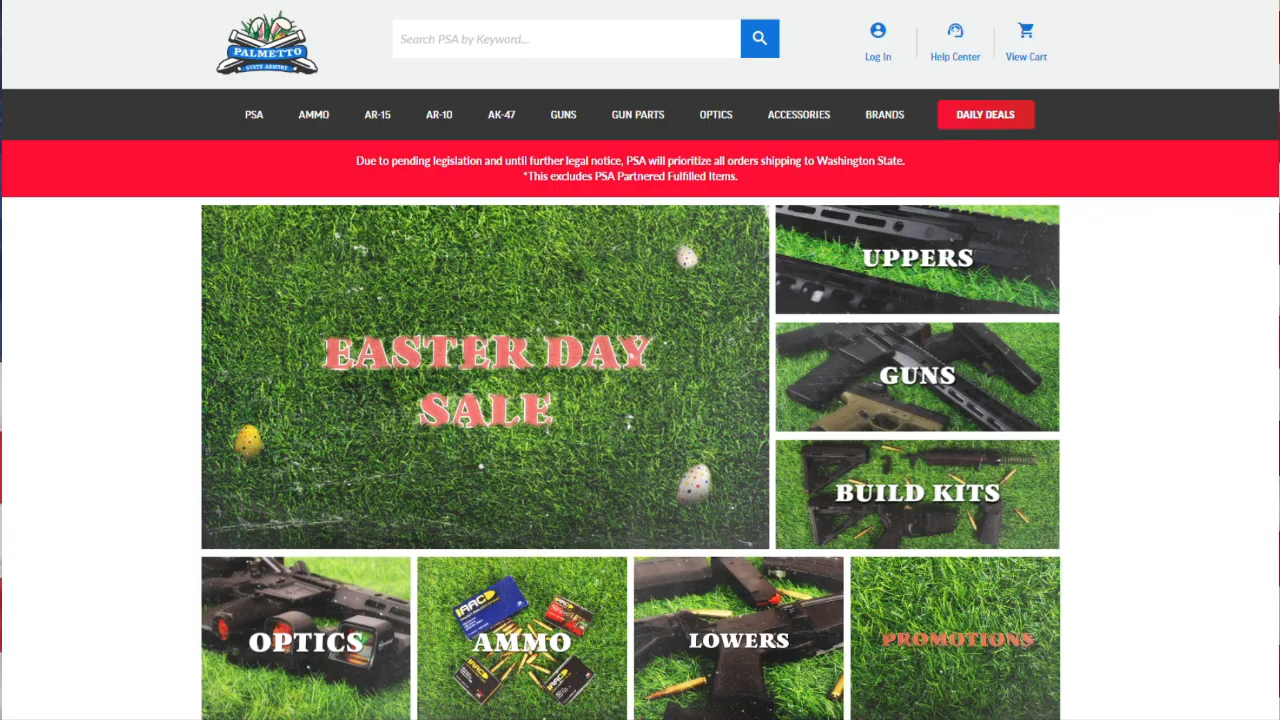 PALMETTO
STATE ARMORY
Search PSA by Keyword...
Log In
Help Center
View Cart
PSA
AMMO
AR-15
AR-10
AK-47
GUNS
GUN PARTS
OPTICS
ACCESSORIES
BRANDS
DAILY DEALS
Due to pending legislation and until further legal notice, PSA will prioritize all orders shipping to Washington State.
*This excludes PSA Partnered Fulfilled Items.
EASTER DAY
SALE
UPPERS
GUNS
BUILD KITS
OPTICS
AMMO
LOWERS
PROMOTIONS